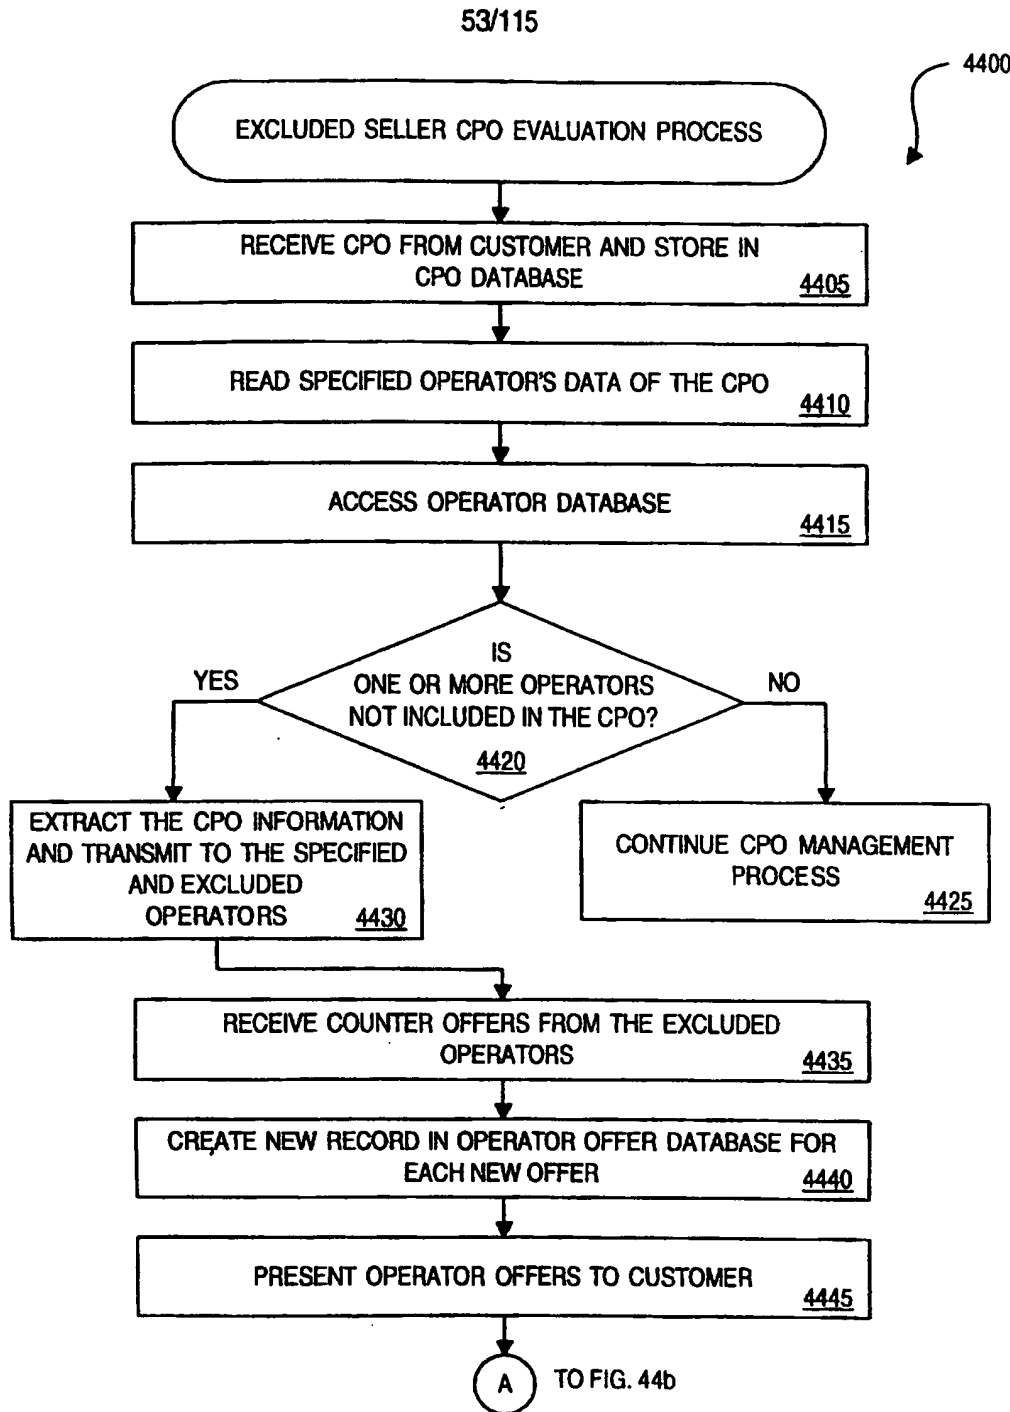 53/115
4400
EXCLUDED SELLER CPO EVALUATION PROCESS
RECEIVE CPO FROM CUSTOMER AND STORE IN
CPO DATABASE
4405
READ SPECIFIED OPERATOR'S DATA OF THE CPO
4410
ACCESS OPERATOR DATABASE
4415
IS
ONE OR MORE OPERATORS
NOT INCLUDED IN THE CPO?
4420
YES
NO
EXTRACT THE CPO INFORMATION
AND TRANSMIT TO THE SPECIFIED
AND EXCLUDED
OPERATORS
4430
CONTINUE CPO MANAGEMENT
PROCESS
4425
RECEIVE COUNTER OFFERS FROM THE EXCLUDED
OPERATORS
4435
CREATE NEW RECORD IN OPERATOR OFFER DATABASE FOR
EACH NEW OFFER
4440
PRESENT OPERATOR OFFERS TO CUSTOMER
4445
A
TO FIG. 44b